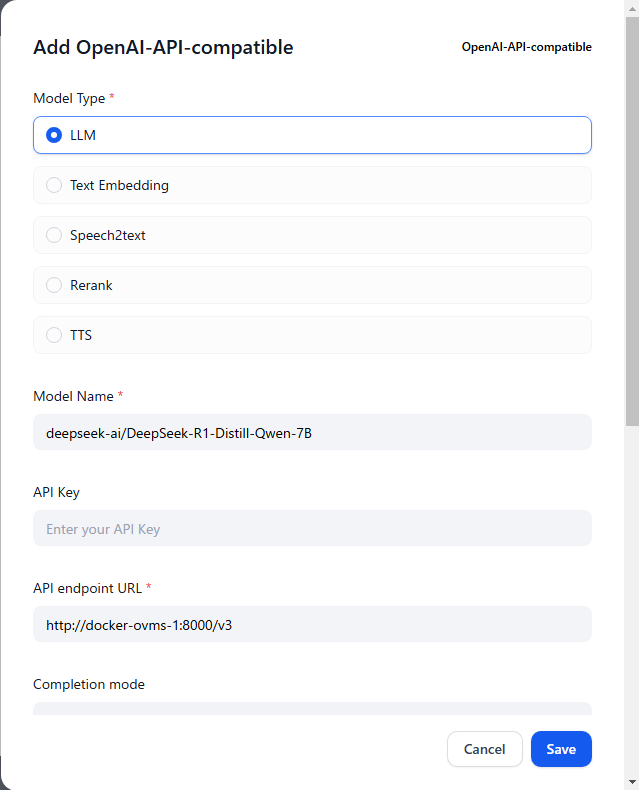 Add OpenAI-API-compatible
OpenAI-API-compatible
Model Type *
LLM
Text Embedding
Speech2text
Rerank
TTS
Model Name *
deepseek-ai/DeepSeek-R1-Distill-Qwen-7B
API Key
Enter your API Key
API endpoint URL *
http://docker-ovms-1:8000/v3
Completion mode
Cancel
Save